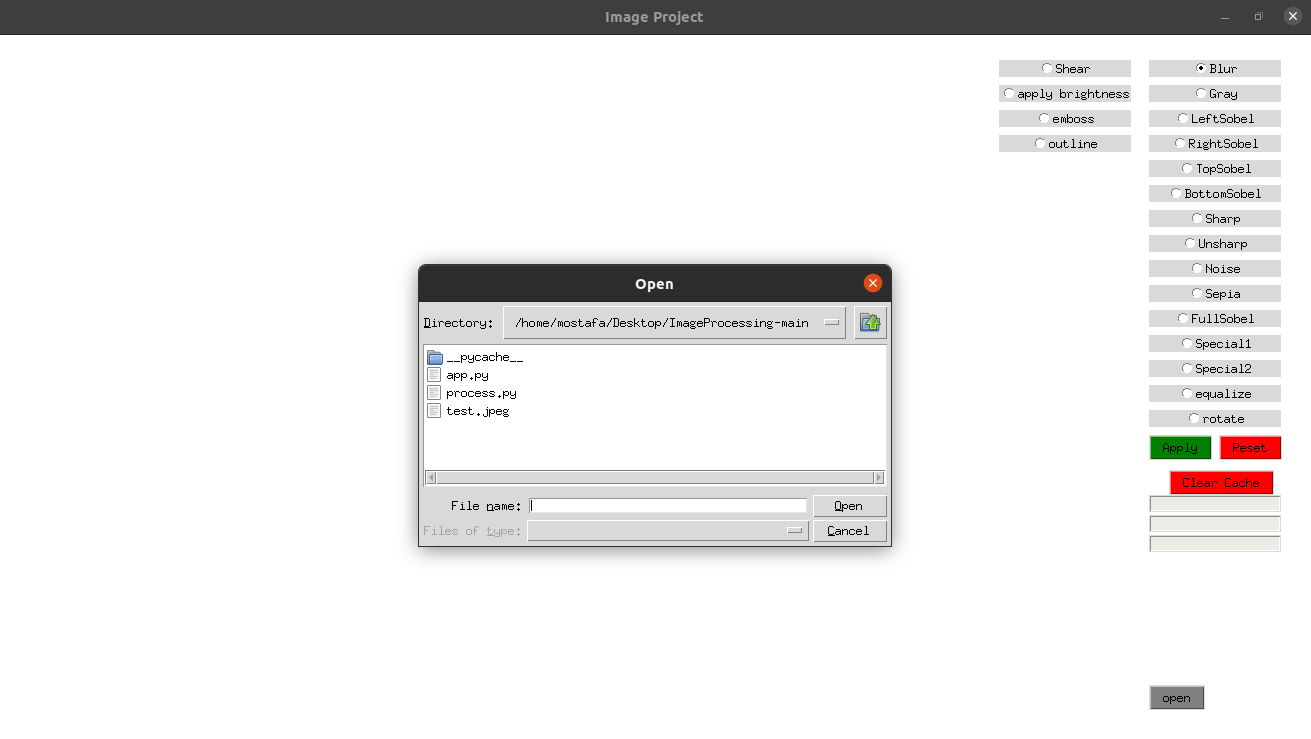 Image Project
Shear
apply brightness
emboss
outline
Blur
Gray
LeftSobel
RightSobel
TopSobel
BottomSobel
Sharp
Unsharp
Noise
Sepia
FullSobel
Special1
Special2
equalize
rotate
Apply Reset
Clear Cache
open
Open
Directory: /home/mostafa/Desktop/ImageProcessing-main
__pycache__
app.py
process.py
test.jpeg
File name: Open
Files of type: Cancel